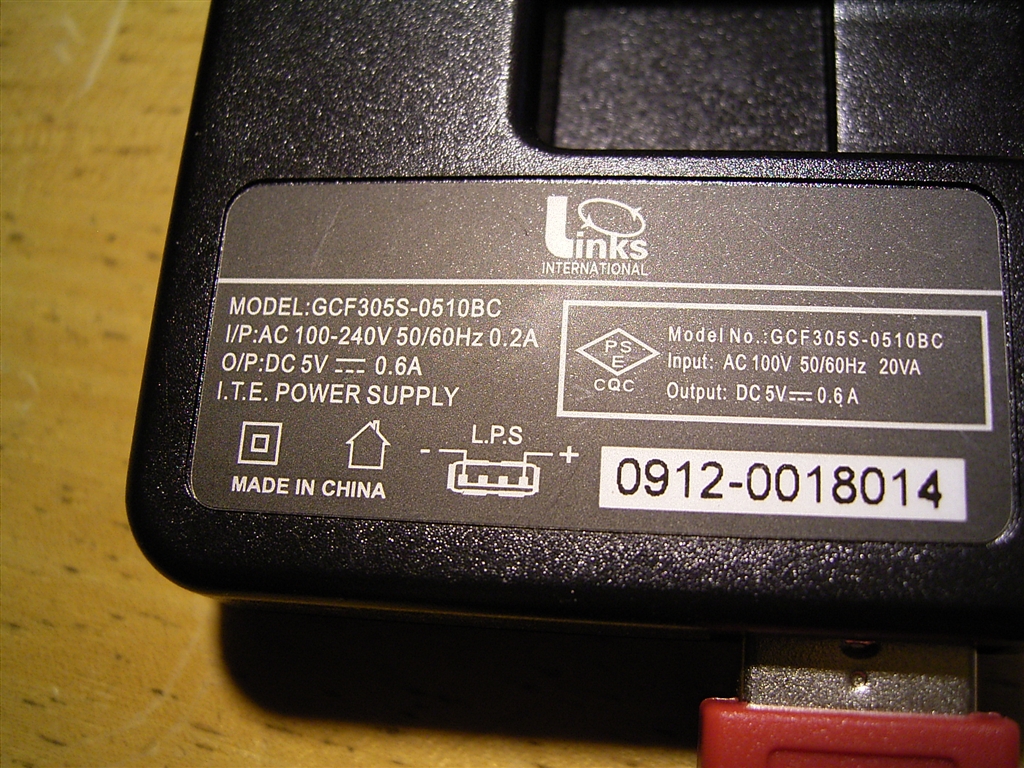 Links
INTERNATIONAL
MODEL:GCF305S-0510BC
I/P:AC 100-240V 50/60Hz 0.2A
O/P:DC 5V ⎓ 0.6A
I.T.E. POWER SUPPLY
MADE IN CHINA
L.P.S
- +
PS
E
CQC
Model No.:GCF305S-0510BC
Input: AC 100V 50/60Hz 20VA
Output: DC 5V ⎓ 0.6A
0912-0018014